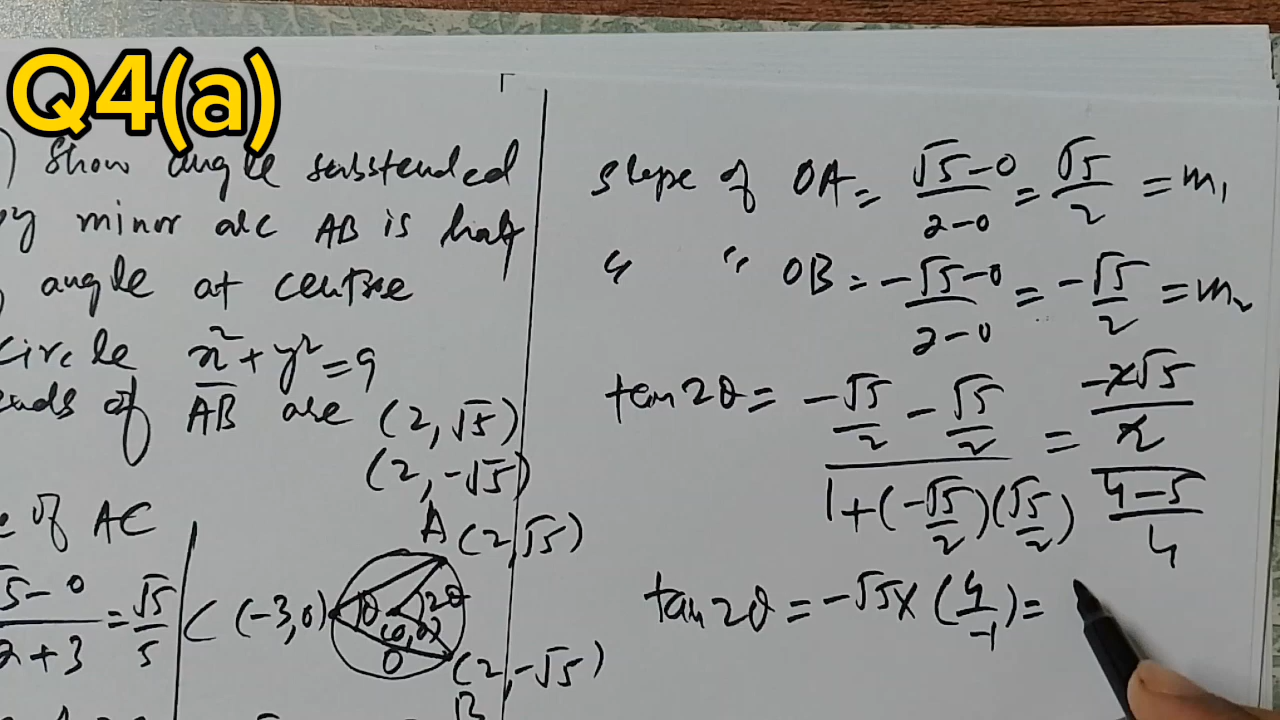 Q4(a)
) Show angle substended
by minor arc AB is half
angle at centre
circle x²+y²=9
ends of AB are (2,√5)
(2,-√5)
e of AC
√5-0/2+3 = √5/5
C (-3,0)
A (2,√5)
θ
2θ
(0,0)
O
(2,-√5)
B
slope of OA = √5-0/2-0 = √5/2 = m₁
" " OB = -√5-0/2-0 = -√5/2 = m₂
tan2θ = (-√5/2 - √5/2)/(1+(-√5/2)(√5/2)) = (-2√5/2)/((4-5)/4)
tan2θ = -√5×(4/-1) =